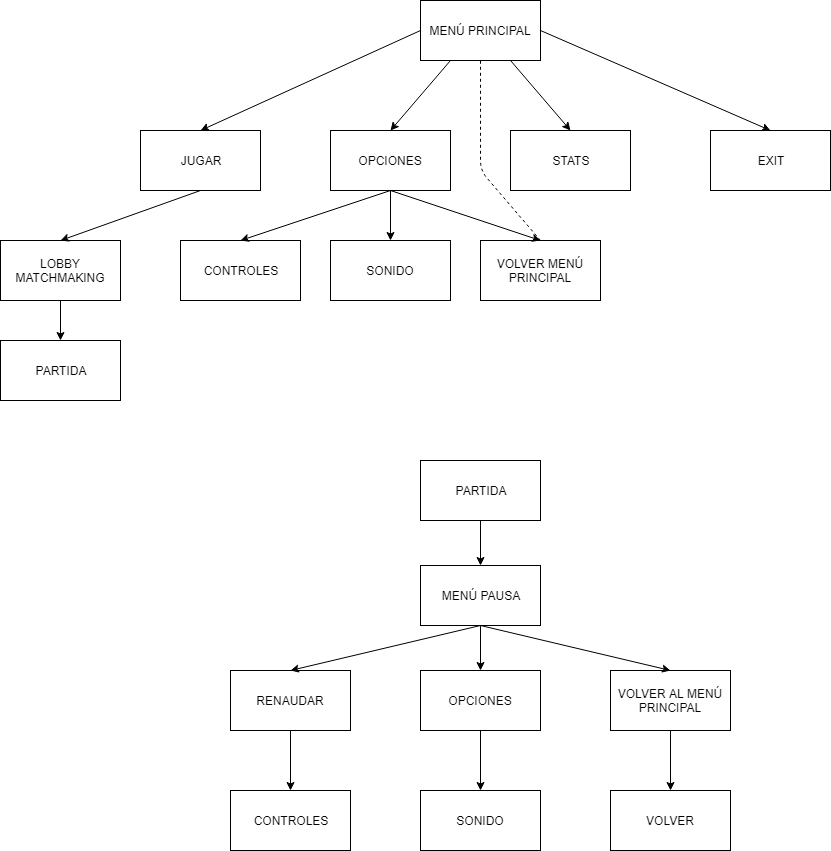 MENÚ PRINCIPAL
JUGAR
OPCIONES
STATS
EXIT
LOBBY
MATCHMAKING
CONTROLES
SONIDO
VOLVER MENÚ
PRINCIPAL
PARTIDA
PARTIDA
MENÚ PAUSA
RENAUDAR
OPCIONES
VOLVER AL MENÚ
PRINCIPAL
CONTROLES
SONIDO
VOLVER